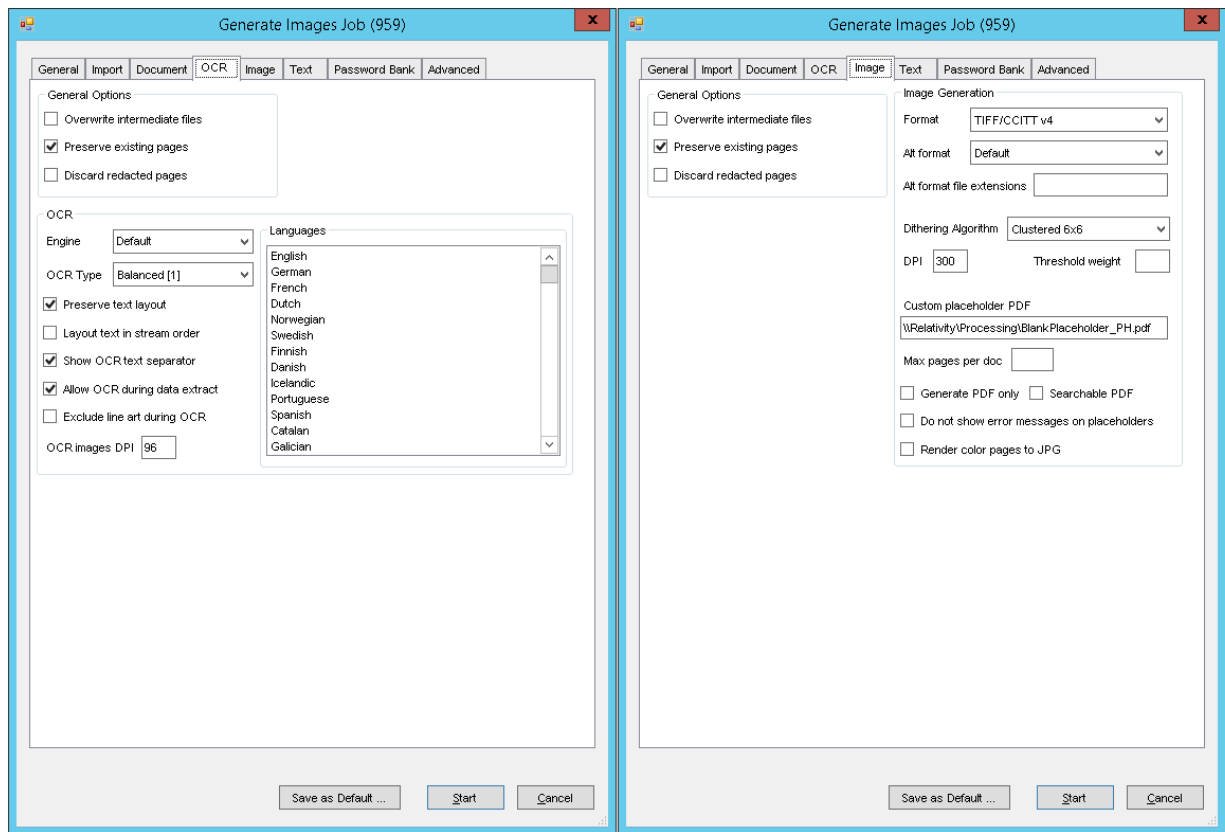 Generate Images Job (959)
x
General Import Document OCR Image Text Password Bank Advanced
General Options
Overwrite intermediate files
Preserve existing pages
Discard redacted pages
OCR
Engine Default
OCR Type Balanced [1]
Preserve text layout
Layout text in stream order
Show OCR text separator
Allow OCR during data extract
Exclude line art during OCR
OCR images DPI 96
Languages
English
German
French
Dutch
Norwegian
Swedish
Finnish
Danish
Icelandic
Portuguese
Spanish
Catalan
Galician
Save as Default ... Start Cancel
Generate Images Job (959)
x
General Import Document OCR Image Text Password Bank Advanced
General Options
Overwrite intermediate files
Preserve existing pages
Discard redacted pages
Image Generation
Format TIFF/CCITT v4
Alt format Default
Alt format file extensions
Dithering Algorithm Clustered 6x6
DPI 300 Threshold weight
Custom placeholder PDF
\\Relativity\Processing\BlankPlaceholder_PH.pdf
Max pages per doc
Generate PDF only Searchable PDF
Do not show error messages on placeholders
Render color pages to JPG
Save as Default ... Start Cancel